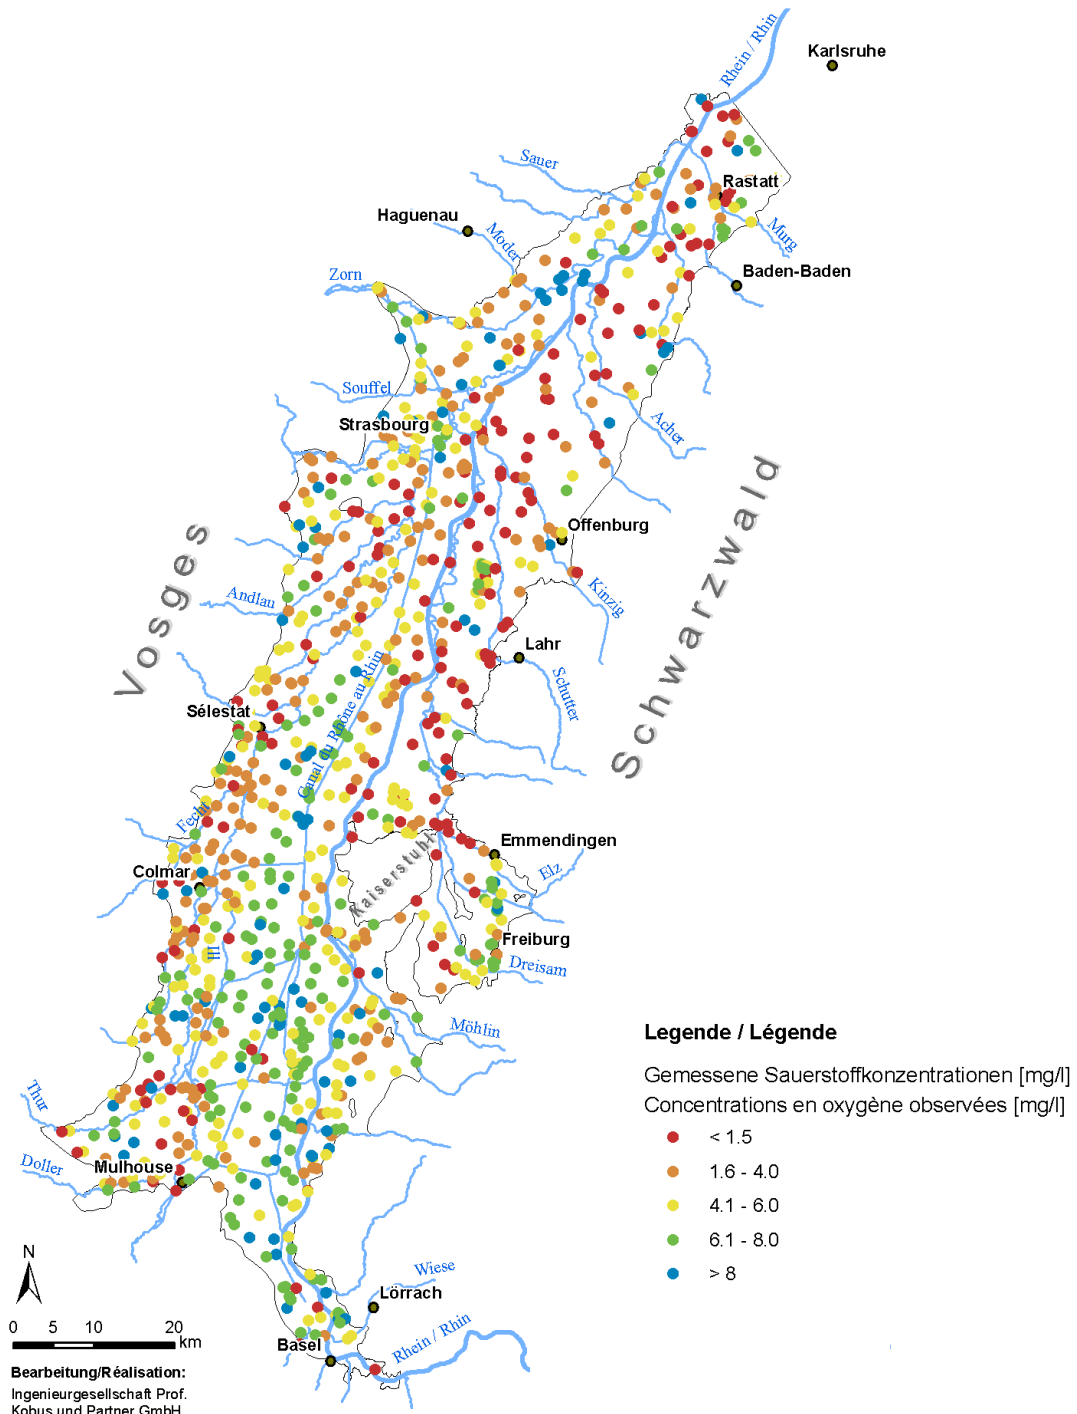 Rhein / Rhin
Karlsruhe
Sauer
Rastatt
Haguenau
Moder
Murg
Zorn
Baden-Baden
Souffel
Strasbourg
Acher
Vosges
Schwarzwald
Offenburg
Andlau
Kinzig
Lahr
Canal du Rhône au Rhin
Schutter
Sélestat
Fecht
Kaiserstuhl
Emmendingen
Colmar
Elz
Ill
Freiburg
Dreisam
Möhlin
Thur
Doller
Mulhouse
Wiese
Lörrach
Basel
Rhein / Rhin
Legende / Légende
Gemessene Sauerstoffkonzentrationen [mg/l]
Concentrations en oxygène observées [mg/l]
< 1.5
1.6 - 4.0
4.1 - 6.0
6.1 - 8.0
> 8
N
0 5 10 20
km
Bearbeitung/Réalisation:
Ingenieurgesellschaft Prof.
Kobus und Partner GmbH